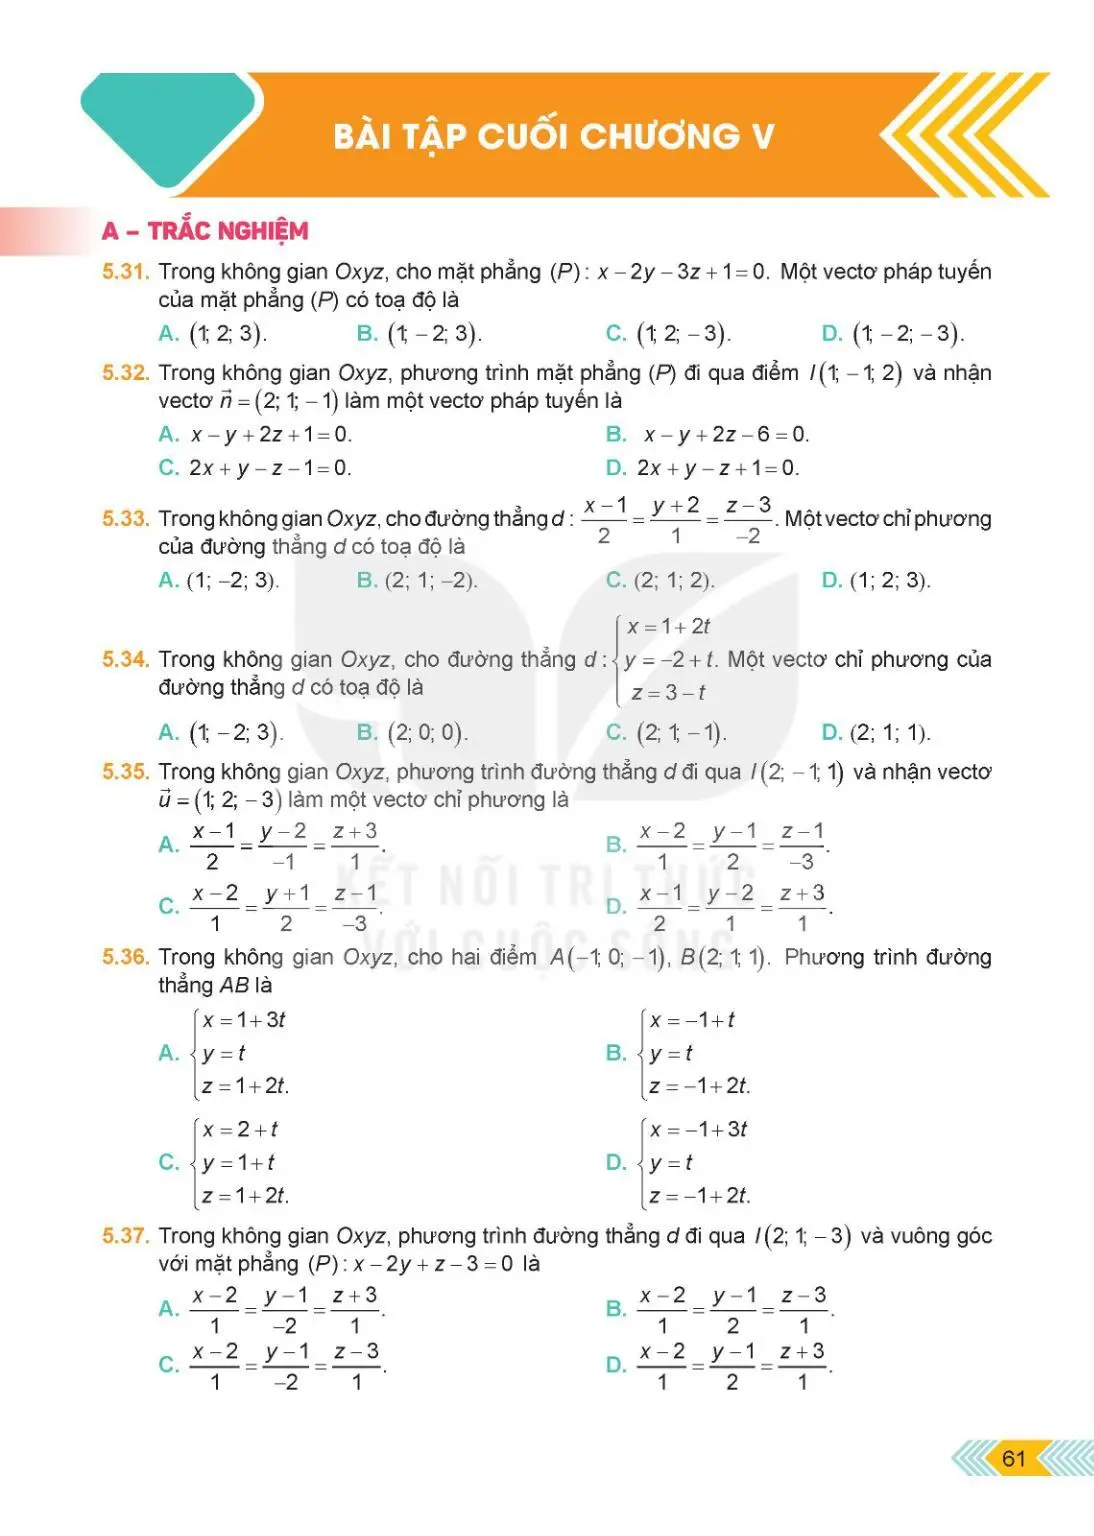 BÀI TẬP CUỐI CHƯƠNG V
A – TRẮC NGHIỆM
5.31. Trong không gian Oxyz, cho mặt phẳng (P): x − 2y − 3z + 1 = 0. Một vectơ pháp tuyến
của mặt phẳng (P) có toạ độ là
A. (1; 2; 3). B. (1; − 2; 3). C. (1; 2; − 3). D. (1; − 2; − 3).
5.32. Trong không gian Oxyz, phương trình mặt phẳng (P) đi qua điểm I(1; − 1; 2) và nhận
vectơ n⃗ = (2; 1; − 1) làm một vectơ pháp tuyến là
A. x − y + 2z + 1 = 0. B. x − y + 2z − 6 = 0.
C. 2x + y − z − 1 = 0. D. 2x + y − z + 1 = 0.
5.33. Trong không gian Oxyz, cho đường thẳng d : (x − 1)/2 = (y + 2)/1 = (z − 3)/−2. Một vectơ chỉ phương
của đường thẳng d có toạ độ là
A. (1; −2; 3). B. (2; 1; −2). C. (2; 1; 2). D. (1; 2; 3).
x = 1 + 2t
5.34. Trong không gian Oxyz, cho đường thẳng d : { y = −2 + t. Một vectơ chỉ phương của
z = 3 − t
đường thẳng d có toạ độ là
A. (1; − 2; 3). B. (2; 0; 0). C. (2; 1; − 1). D. (2; 1; 1).
5.35. Trong không gian Oxyz, phương trình đường thẳng d đi qua I(2; − 1; 1) và nhận vectơ
u⃗ = (1; 2; − 3) làm một vectơ chỉ phương là
A. (x − 1)/2 = (y − 2)/−1 = (z + 3)/1. B. (x − 2)/1 = (y − 1)/2 = (z − 1)/−3.
KẾT NỐI TRI THỨC
C. (x − 2)/1 = (y + 1)/2 = (z − 1)/−3. D. (x − 1)/2 = (y − 2)/1 = (z + 3)/1.
VỚI CUỘC SỐNG
5.36. Trong không gian Oxyz, cho hai điểm A(−1; 0; −1), B(2; 1; 1). Phương trình đường
thẳng AB là
x = 1 + 3t x = −1 + t
A. { y = t B. { y = t
z = 1 + 2t. z = −1 + 2t.
x = 2 + t x = −1 + 3t
C. { y = 1 + t D. { y = t
z = 1 + 2t. z = −1 + 2t.
5.37. Trong không gian Oxyz, phương trình đường thẳng d đi qua I(2; 1; − 3) và vuông góc
với mặt phẳng (P): x − 2y + z − 3 = 0 là
A. (x − 2)/1 = (y − 1)/−2 = (z + 3)/1. B. (x − 2)/1 = (y − 1)/2 = (z − 3)/1.
C. (x − 2)/1 = (y − 1)/−2 = (z − 3)/1. D. (x − 2)/1 = (y − 1)/2 = (z + 3)/1.
61